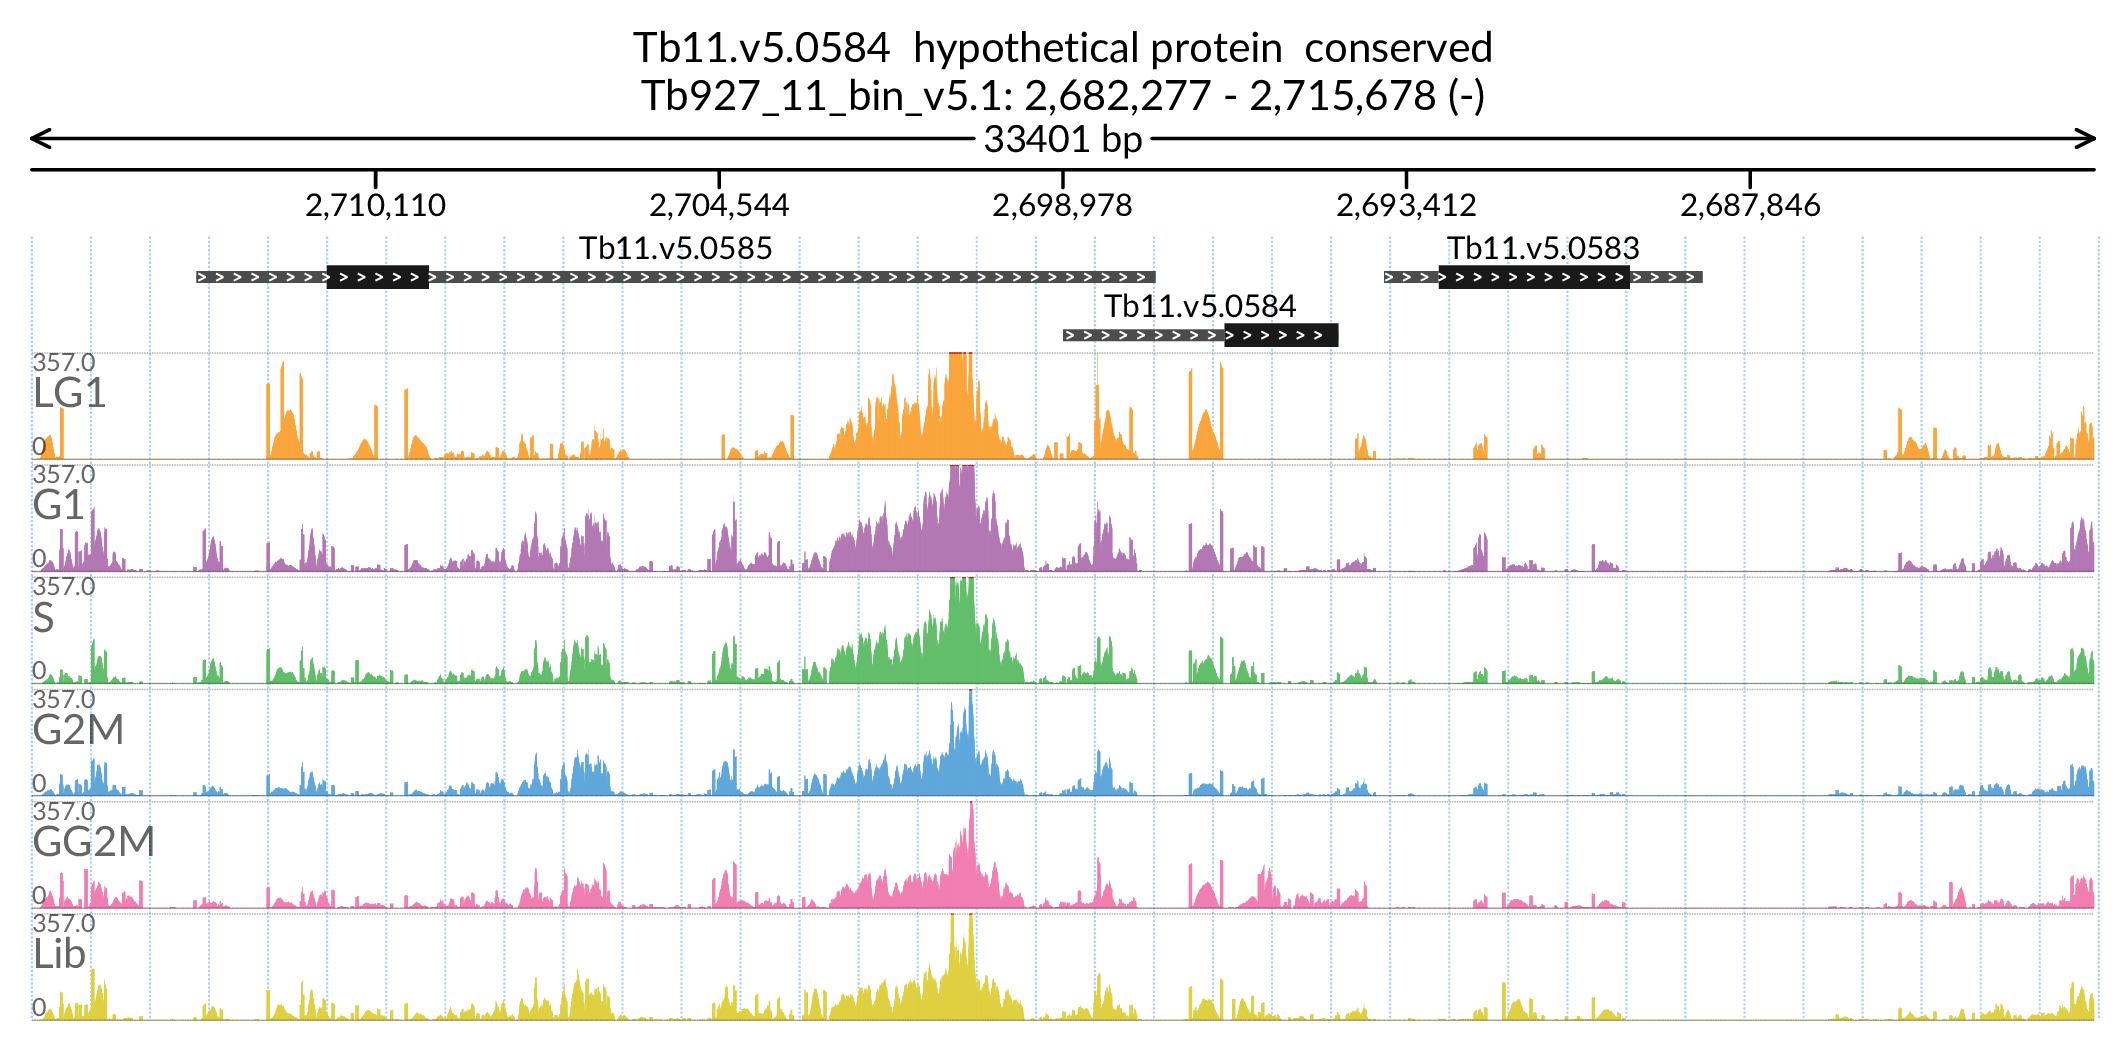 Tb11.v5.0584  hypothetical protein  conserved
Tb927_11_bin_v5.1: 2,682,277 - 2,715,678 (-)
33401 bp
2,710,110 2,704,544 2,698,978 2,693,412 2,687,846
Tb11.v5.0585 Tb11.v5.0583
Tb11.v5.0584
357.0
LG1
0
357.0
G1
0
357.0
S
0
357.0
G2M
0
357.0
GG2M
0
357.0
Lib
0